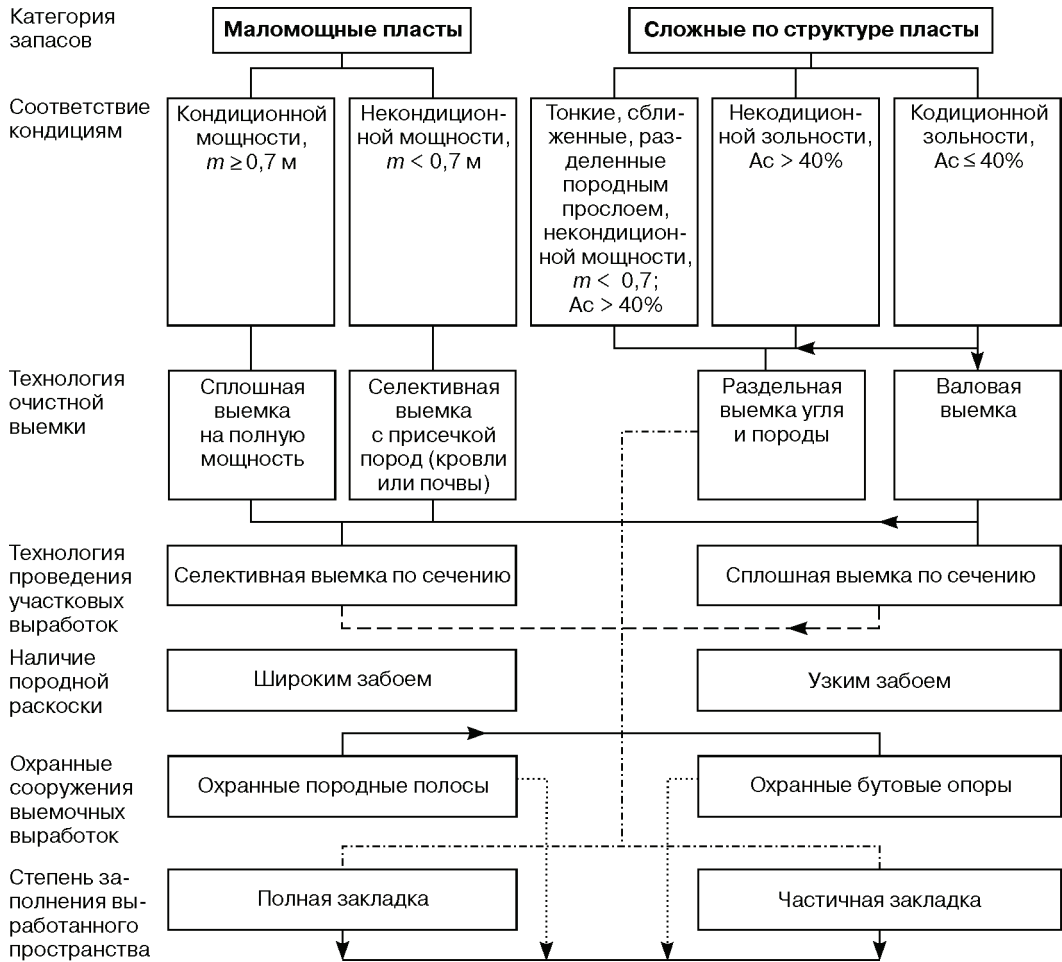 Категория
запасов
Маломощные пласты
Сложные по структуре пласты
Соответствие
кондициям
Кондиционной
мощности,
m ≥ 0,7 м
Некондицион-
ной мощности,
m < 0,7 м
Тонкие, сбли-
женные, раз-
деленные
породным
прослоем,
некондицион-
ной мощности,
m < 0,7;
Ас > 40%
Некодицион-
ной зольности,
Ас > 40%
Кодиционной
зольности,
Ас ≤ 40%
Технология
очистной
выемки
Сплошная
выемка
на полную
мощность
Селективная
выемка
с присечкой
пород (кровли
или почвы)
Раздельная
выемка угля
и породы
Валовая
выемка
Технология
проведения
участковых
выработок
Селективная выемка по сечению
Сплошная выемка по сечению
Наличие
породной
раскоски
Широким забоем
Узким забоем
Охранные
сооружения
выемочных
выработок
Охранные породные полосы
Охранные бутовые опоры
Степень за-
полнения вы-
работанного
пространства
Полная закладка
Частичная закладка